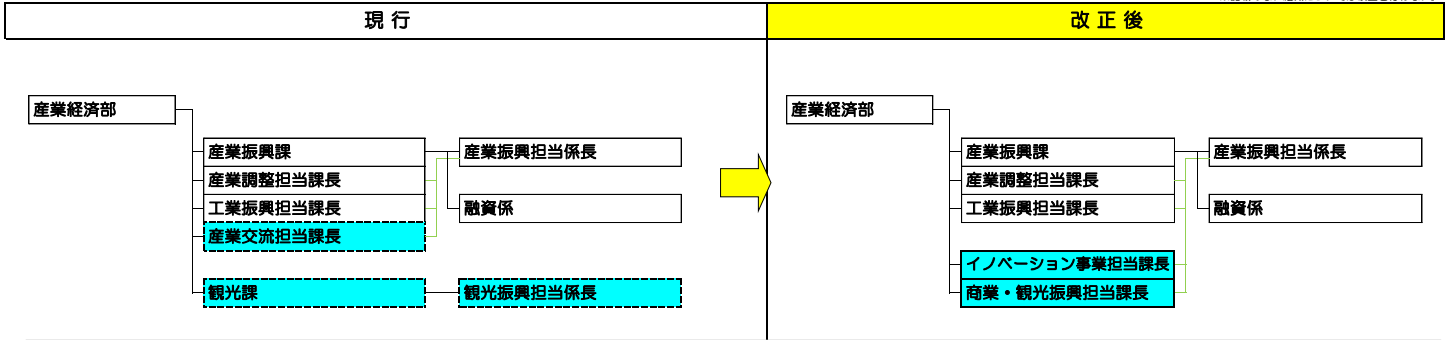 現 行
改 正 後
産業経済部
産業振興課
産業振興担当係長
産業調整担当課長
工業振興担当課長
融資係
産業交流担当課長
観光課
観光振興担当係長
産業経済部
産業振興課
産業振興担当係長
産業調整担当課長
工業振興担当課長
融資係
イノベーション事業担当課長
商業・観光振興担当課長